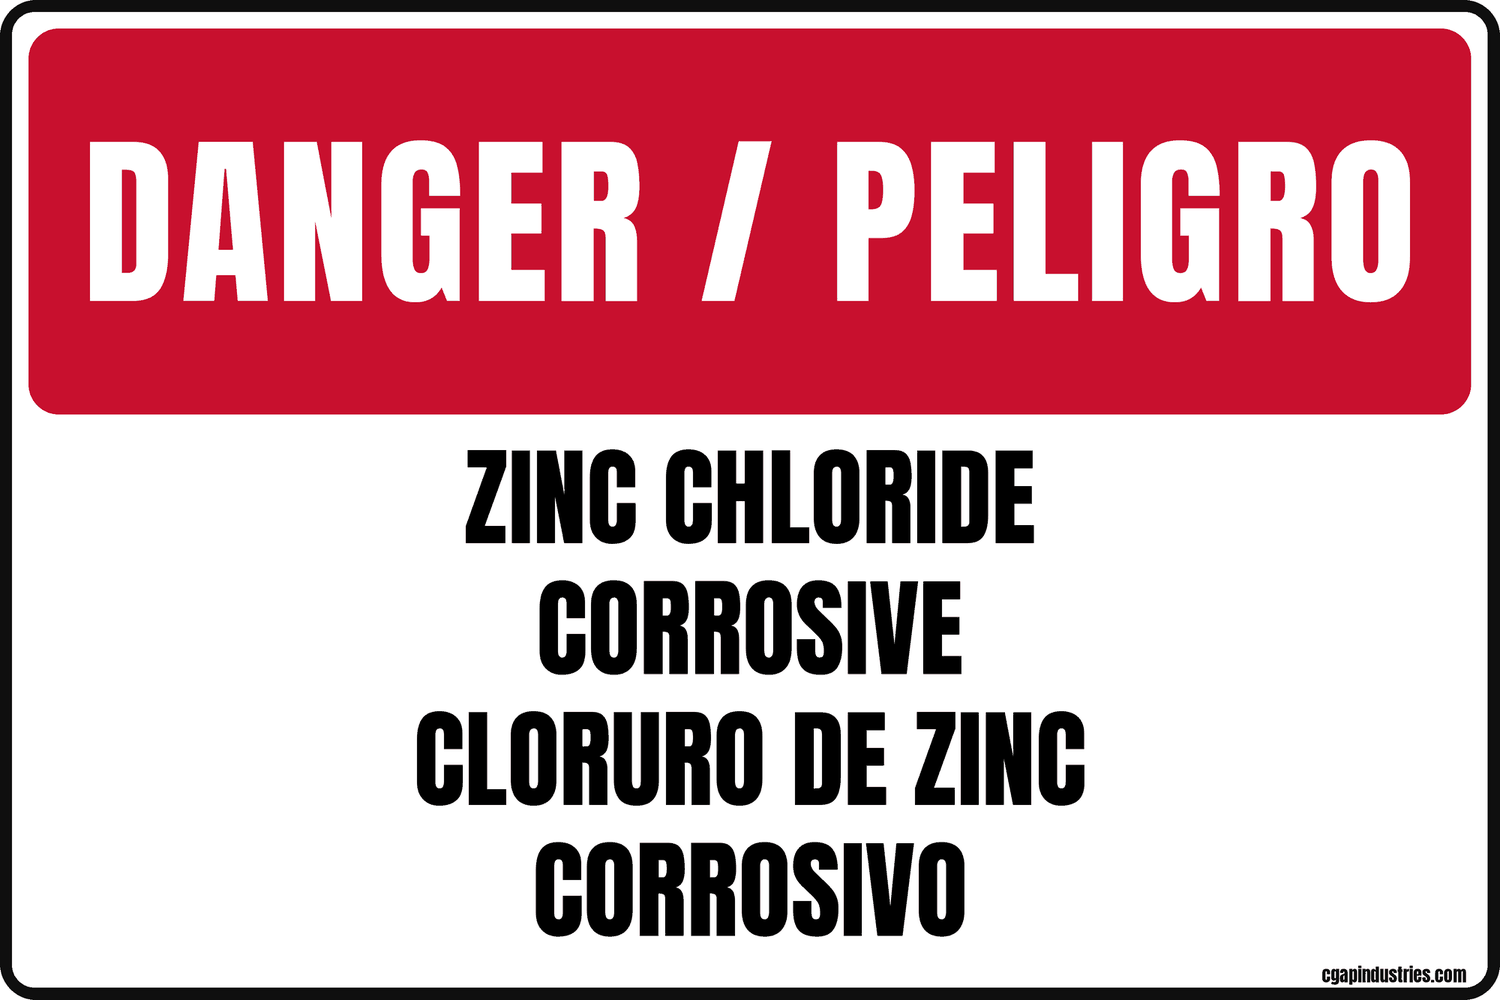 DANGER / PELIGRO
ZINC CHLORIDE
CORROSIVE
CLORURO DE ZINC
CORROSIVO
cgapindustries.com